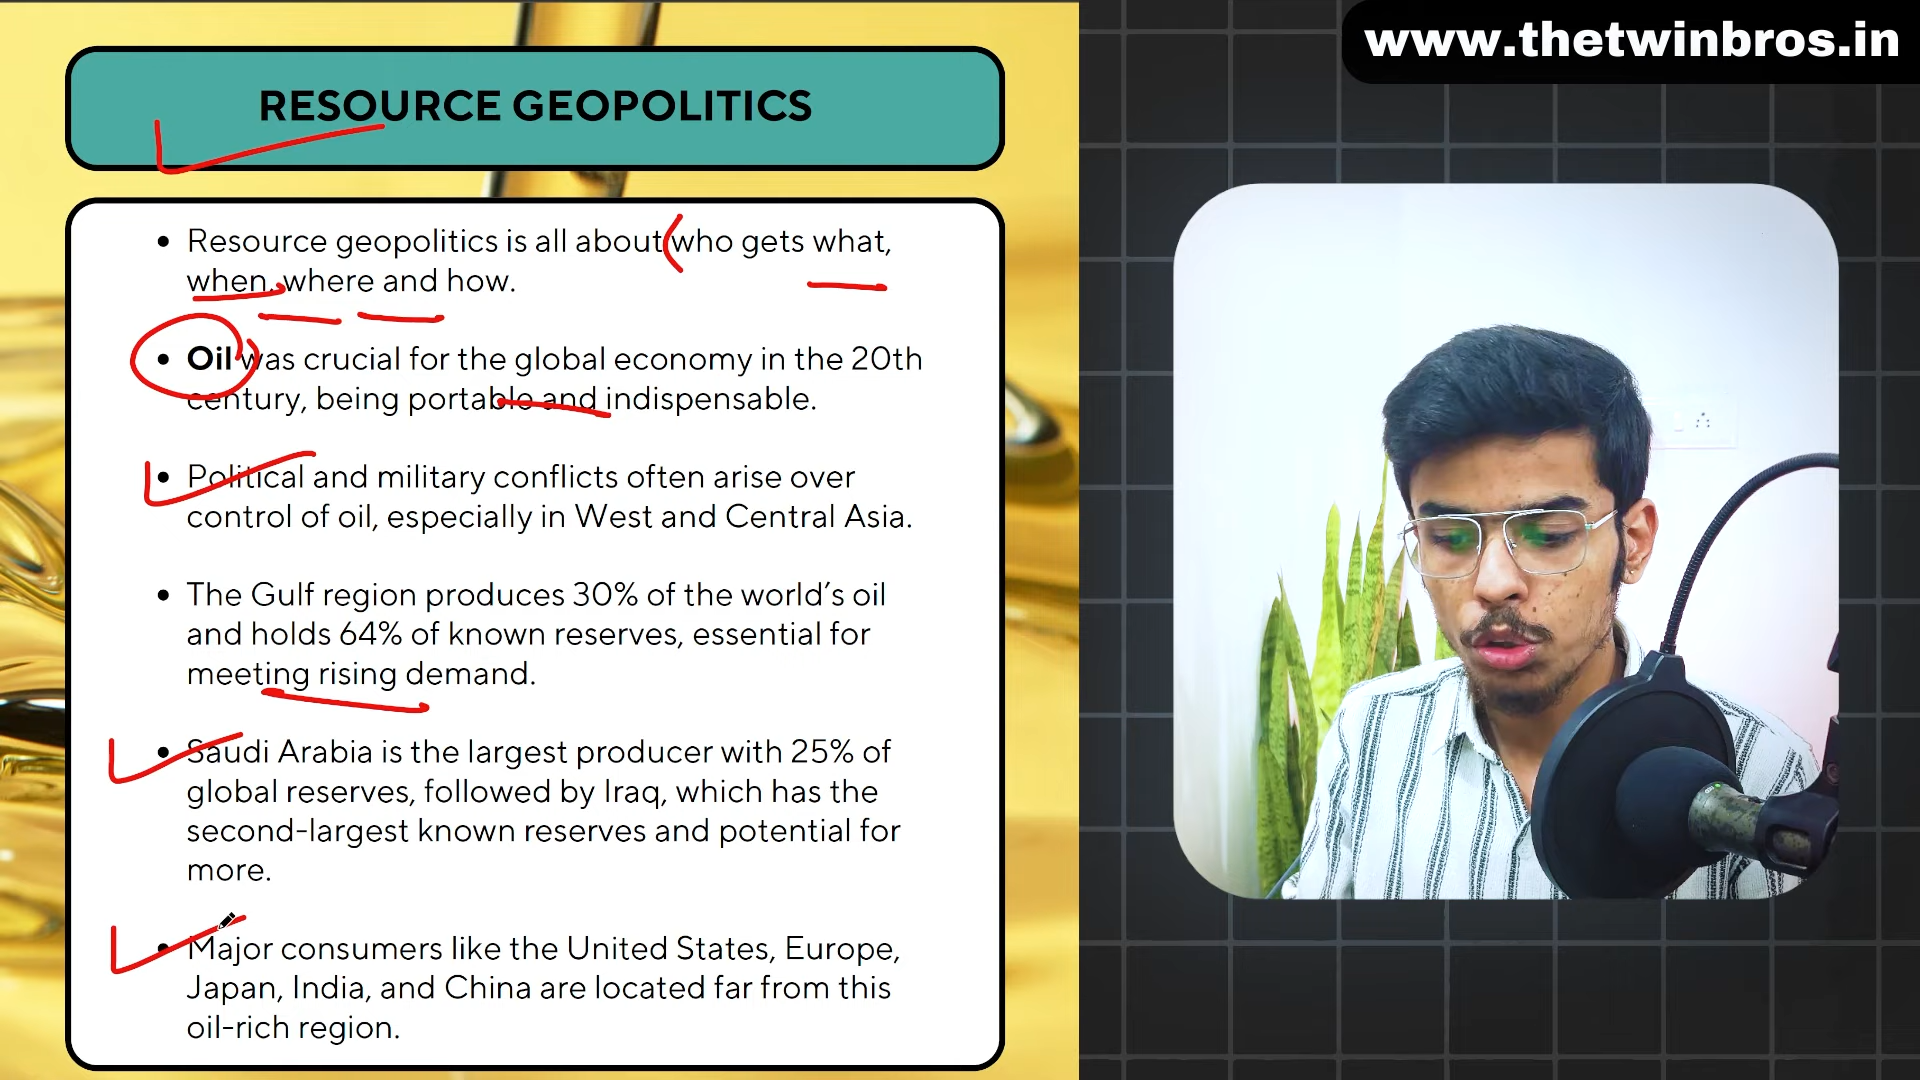 www.thetwinbros.in
RESOURCE GEOPOLITICS
• Resource geopolitics is all about who gets what,
when, where and how.
• Oil was crucial for the global economy in the 20th
century, being portable and indispensable.
• Political and military conflicts often arise over
control of oil, especially in West and Central Asia.
• The Gulf region produces 30% of the world's oil
and holds 64% of known reserves, essential for
meeting rising demand.
• Saudi Arabia is the largest producer with 25% of
global reserves, followed by Iraq, which has the
second-largest known reserves and potential for
more.
• Major consumers like the United States, Europe,
Japan, India, and China are located far from this
oil-rich region.